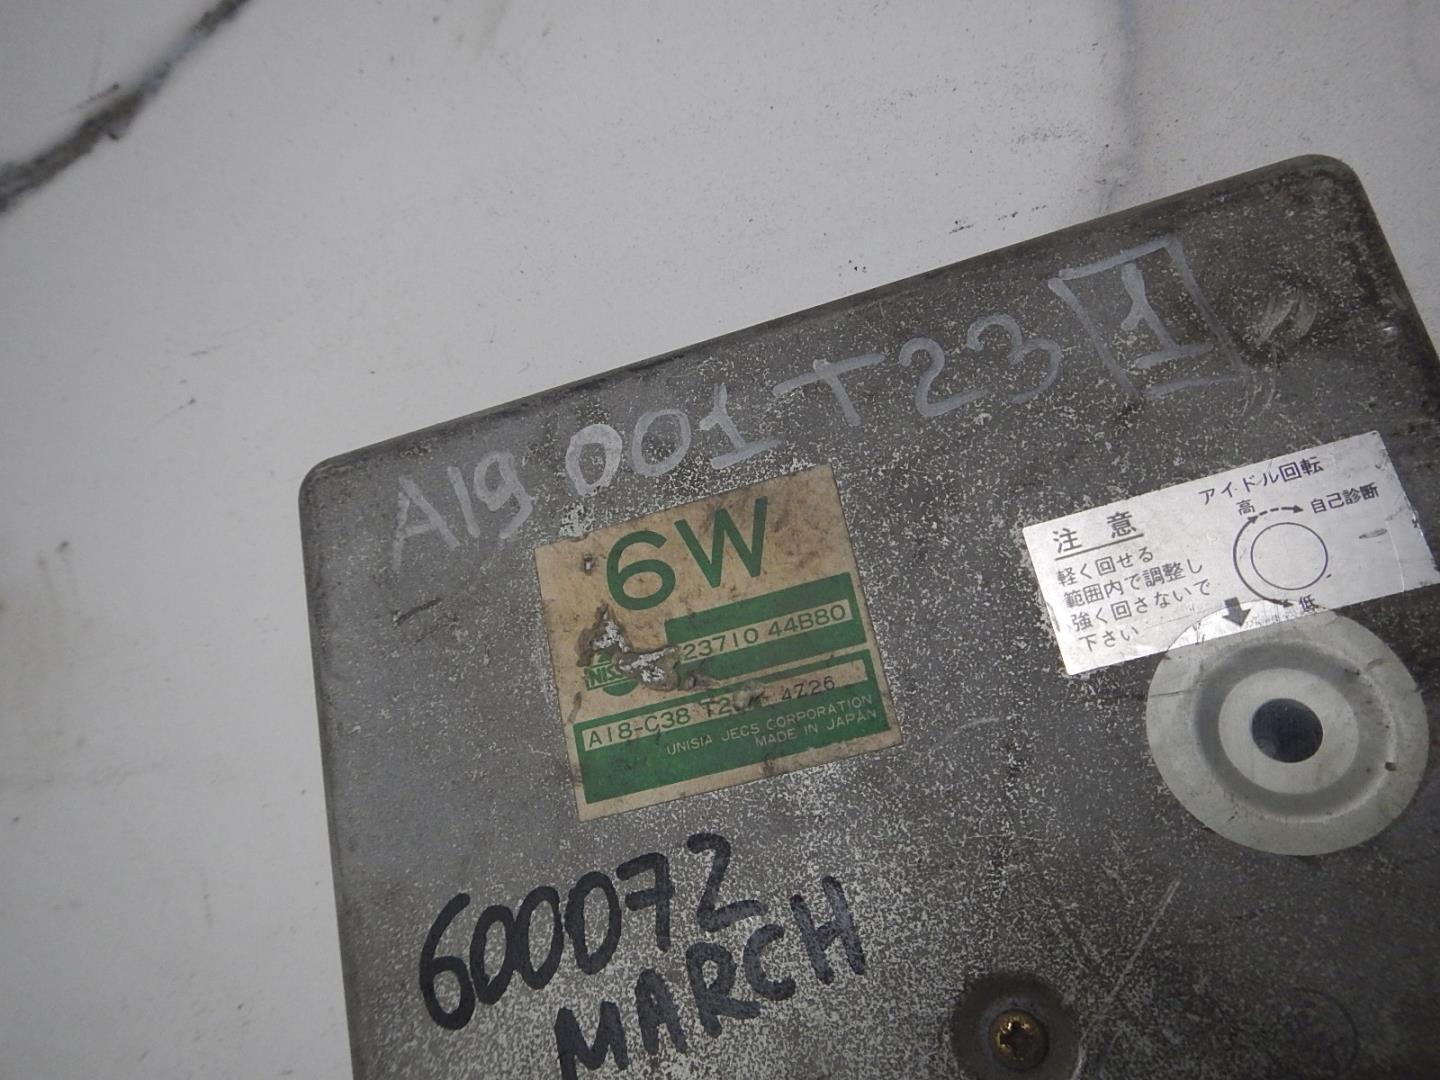 A19 001 T23 1
6W
23710 44B80
A18-C38 4Z26
UNISIA JECS CORPORATION
MADE IN JAPAN
アイドル回転
高
自己診断
低
注意
軽く回せる
範囲内で調整し
強く回さないで
下さい
600072
MARCH